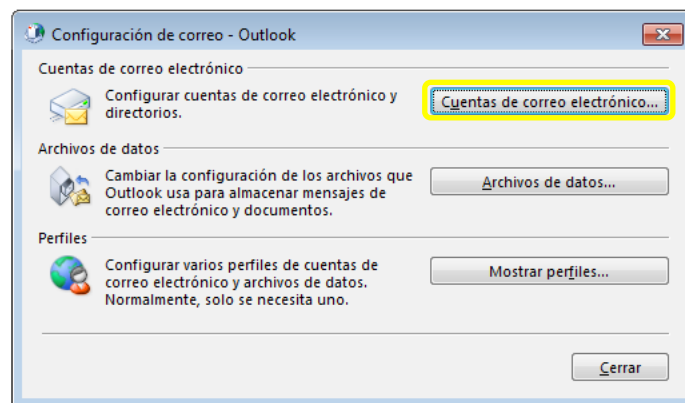 Configuración de correo - Outlook
Cuentas de correo electrónico
Configurar cuentas de correo electrónico y
directorios.
Cuentas de correo electrónico...
Archivos de datos
Cambiar la configuración de los archivos que
Outlook usa para almacenar mensajes de
correo electrónico y documentos.
Archivos de datos...
Perfiles
Configurar varios perfiles de cuentas de
correo electrónico y archivos de datos.
Normalmente, solo se necesita uno.
Mostrar perfiles...
Cerrar